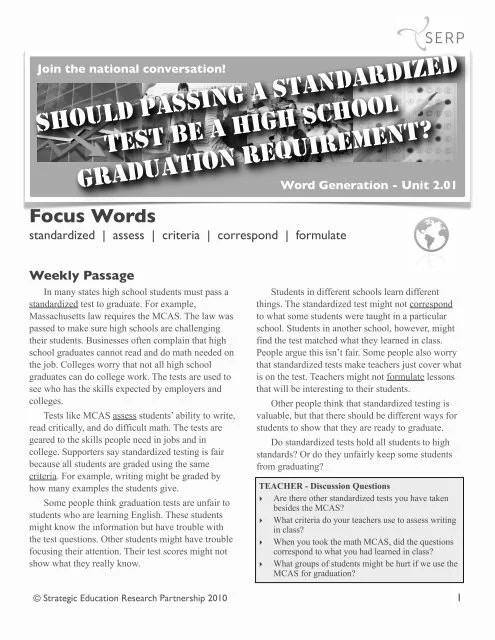 SERP
Join the national conversation!
SHOULD PASSING A STANDARDIZED
TEST BE A HIGH SCHOOL
GRADUATION REQUIREMENT?
Word Generation - Unit 2.01
Focus Words
standardized | assess | criteria | correspond | formulate
Weekly Passage
In many states high school students must pass a
standardized test to graduate. For example,
Massachusetts law requires the MCAS. The law was
passed to make sure high schools are challenging
their students. Businesses often complain that high
school graduates cannot read and do math needed on
the job. Colleges worry that not all high school
graduates can do college work. The tests are used to
see who has the skills expected by employers and
colleges.
Tests like MCAS assess students' ability to write,
read critically, and do difficult math. The tests are
geared to the skills people need in jobs and in
college. Supporters say standardized testing is fair
because all students are graded using the same
criteria. For example, writing might be graded by
how many examples the students give.
Some people think graduation tests are unfair to
students who are learning English. These students
might know the information but have trouble with
the test questions. Other students might have trouble
focusing their attention. Their test scores might not
show what they really know.
Students in different schools learn different
things. The standardized test might not correspond
to what some students were taught in a particular
school. Students in another school, however, might
find the test matched what they learned in class.
People argue this isn't fair. Some people also worry
that standardized tests make teachers just cover what
is on the test. Teachers might not formulate lessons
that will be interesting to their students.
Other people think that standardized testing is
valuable, but that there should be different ways for
students to show that they are ready to graduate.
Do standardized tests hold all students to high
standards? Or do they unfairly keep some students
from graduating?
TEACHER - Discussion Questions
Are there other standardized tests you have taken
besides the MCAS?
What criteria do your teachers use to assess writing
in class?
When you took the math MCAS, did the questions
correspond to what you had learned in class?
What groups of students might be hurt if we use the
MCAS for graduation?
© Strategic Education Research Partnership 2010
1